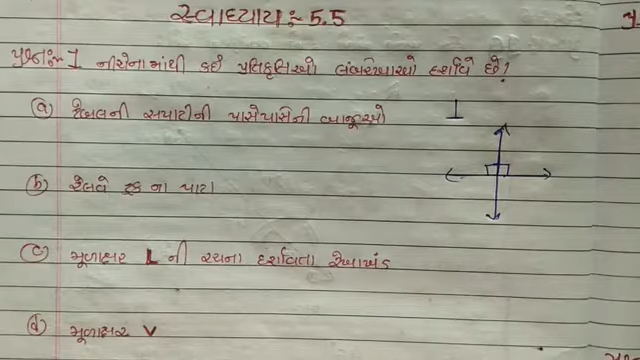 સ્વાધ્યાય :- 5.5
પ્રશ્ન :- 1 નીચેનામાંથી કઈ પ્રતિકૃતિઓ લંબરેખાઓ દર્શાવે છે?
(a) ટેબલની સપાટીની પાસેપાસેની બાજુઓ ⊥
(b) રેલવે ટ્રેક ના પાટા
(c) મૂળાક્ષર L ની રચના દર્શાવતા રેખાખંડ
(d) મૂળાક્ષર V